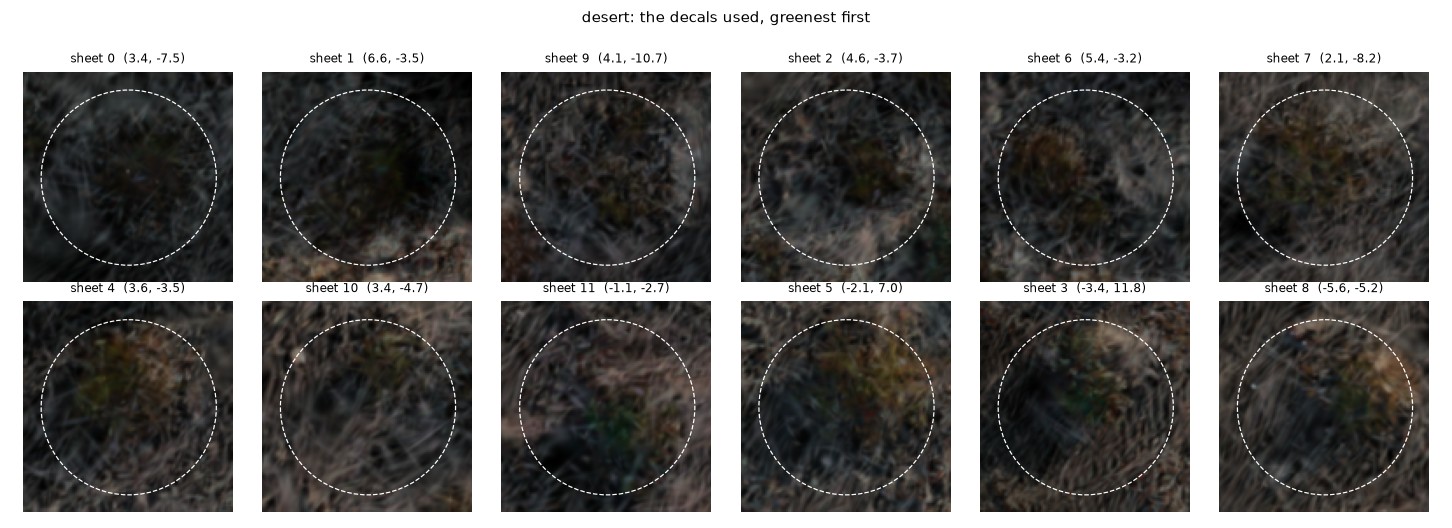 desert: the decals used, greenest first
sheet 0 (3.4, -7.5)
sheet 1 (6.6, -3.5)
sheet 9 (4.1, -10.7)
sheet 2 (4.6, -3.7)
sheet 6 (5.4, -3.2)
sheet 7 (2.1, -8.2)
sheet 4 (3.6, -3.5)
sheet 10 (3.4, -4.7)
sheet 11 (-1.1, -2.7)
sheet 5 (-2.1, 7.0)
sheet 3 (-3.4, 11.8)
sheet 8 (-5.6, -5.2)